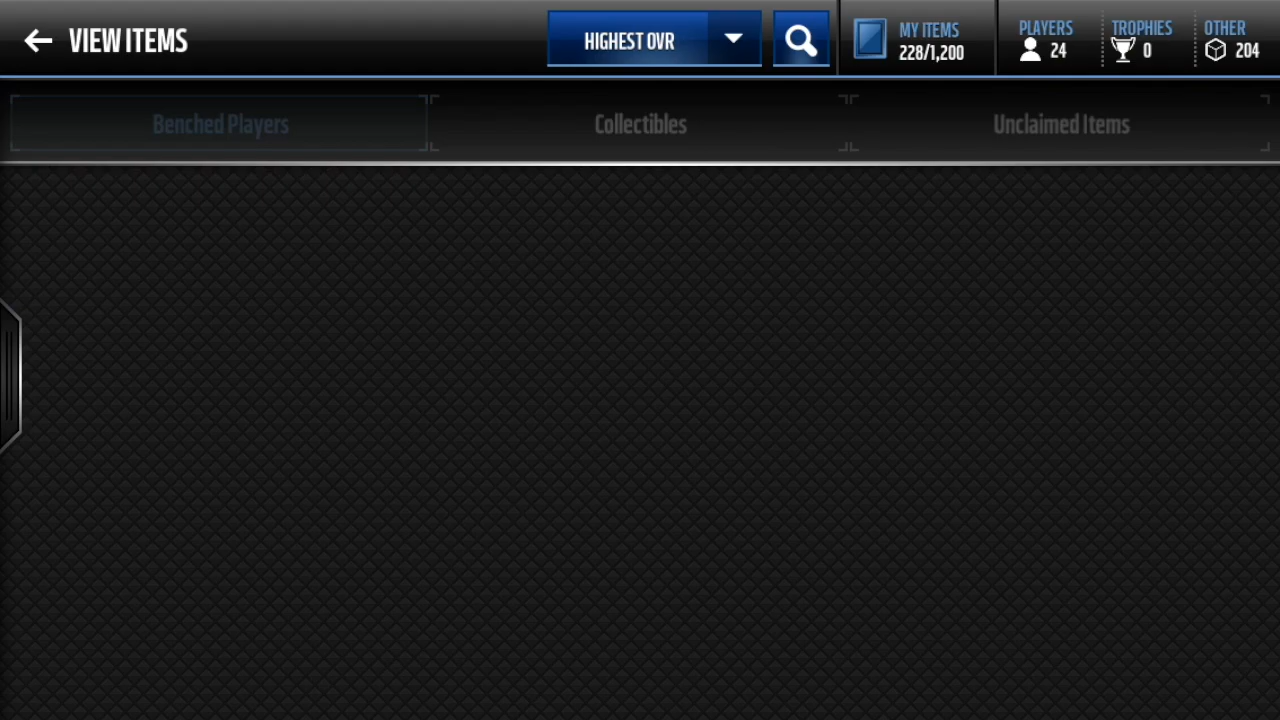 VIEW ITEMS
HIGHEST OVR
MY ITEMS
228/1,200
PLAYERS
24
TROPHIES
0
OTHER
204
Benched Players
Collectibles
Unclaimed Items